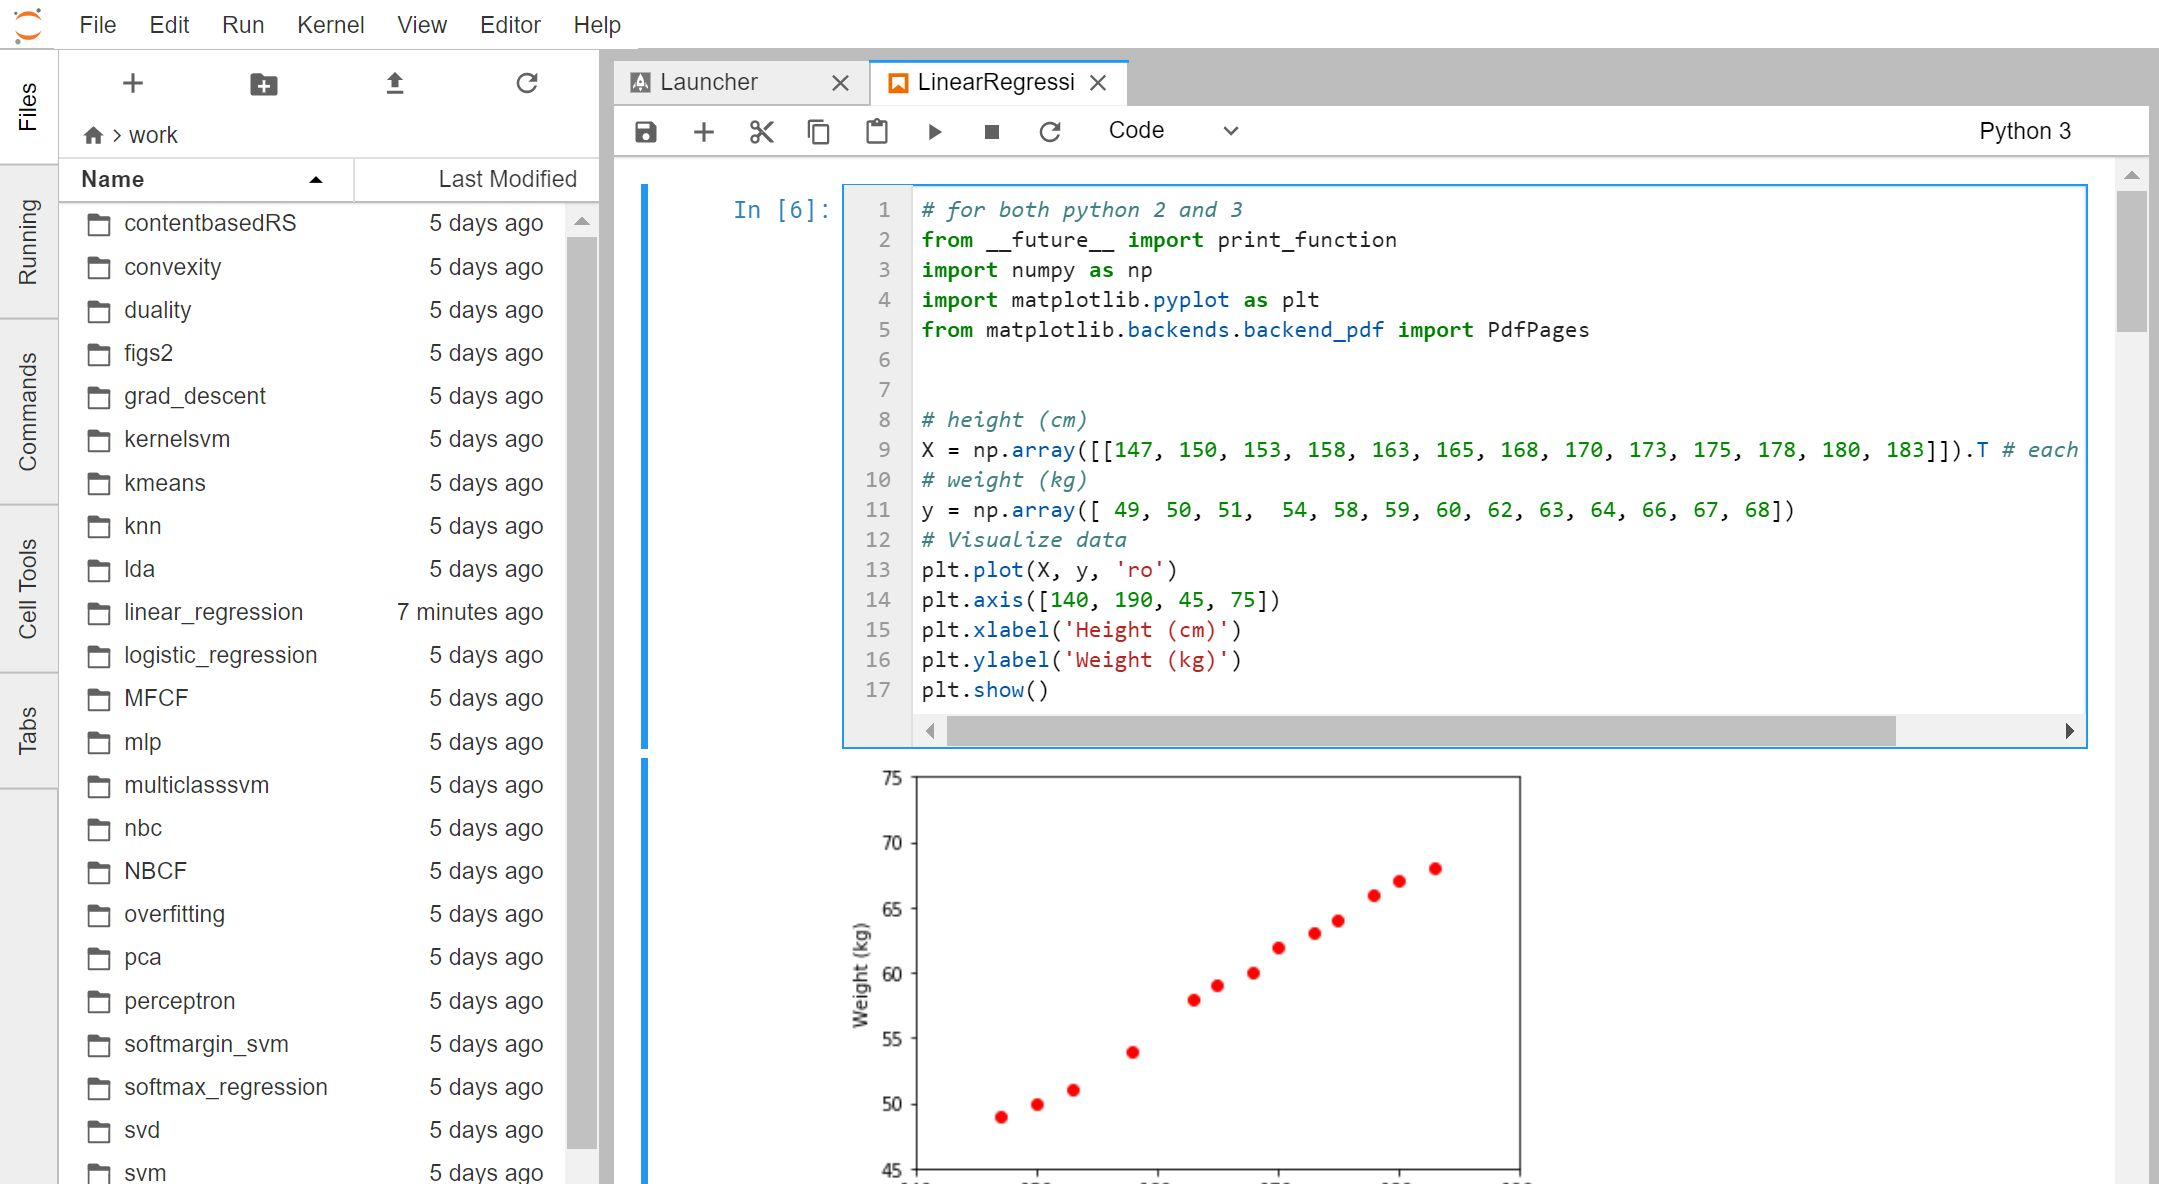 File Edit Run Kernel View Editor Help
Files
Running
Commands
Cell Tools
Tabs
> work
Name Last Modified
contentbasedRS 5 days ago
convexity 5 days ago
duality 5 days ago
figs2 5 days ago
grad_descent 5 days ago
kernelsvm 5 days ago
kmeans 5 days ago
knn 5 days ago
lda 5 days ago
linear_regression 7 minutes ago
logistic_regression 5 days ago
MFCF 5 days ago
mlp 5 days ago
multiclasssvm 5 days ago
nbc 5 days ago
NBCF 5 days ago
overfitting 5 days ago
pca 5 days ago
perceptron 5 days ago
softmargin_svm 5 days ago
softmax_regression 5 days ago
svd 5 days ago
svm 5 days ago
Launcher LinearRegressi
Code Python 3
In [6]:
1 # for both python 2 and 3
2 from __future__ import print_function
3 import numpy as np
4 import matplotlib.pyplot as plt
5 from matplotlib.backends.backend_pdf import PdfPages
6
7
8 # height (cm)
9 X = np.array([[147, 150, 153, 158, 163, 165, 168, 170, 173, 175, 178, 180, 183]]).T # each
10 # weight (kg)
11 y = np.array([ 49, 50, 51,  54, 58, 59, 60, 62, 63, 64, 66, 67, 68])
12 # Visualize data
13 plt.plot(X, y, 'ro')
14 plt.axis([140, 190, 45, 75])
15 plt.xlabel('Height (cm)')
16 plt.ylabel('Weight (kg)')
17 plt.show()
75
70
65
60
55
50
45
Weight (kg)